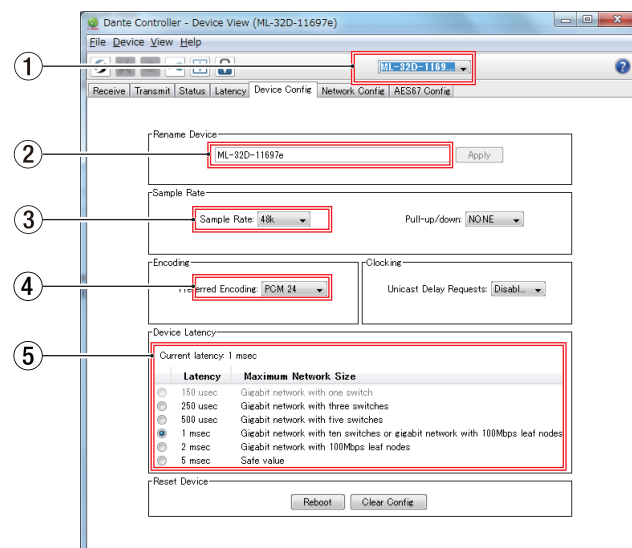 Dante Controller - Device View (ML-32D-11697e)
File Device View Help
1
ML-32D-1169...
?
Receive Transmit Status Latency Device Config Network Config AES67 Config
Rename Device
2
ML-32D-11697e
Apply
Sample Rate
3
Sample Rate: 48k
Pull-up/down: NONE
Encoding
Clocking
4
erred Encoding: PCM 24
Unicast Delay Requests: Disabl...
Device Latency
5
Current latency: 1 msec
Latency Maximum Network Size
150 usec Gigabit network with one switch
250 usec Gigabit network with three switches
500 usec Gigabit network with five switches
1 msec Gigabit network with ten switches or gigabit network with 100Mbps leaf nodes
2 msec Gigabit network with 100Mbps leaf nodes
5 msec Safe value
Reset Device
Reboot Clear Config